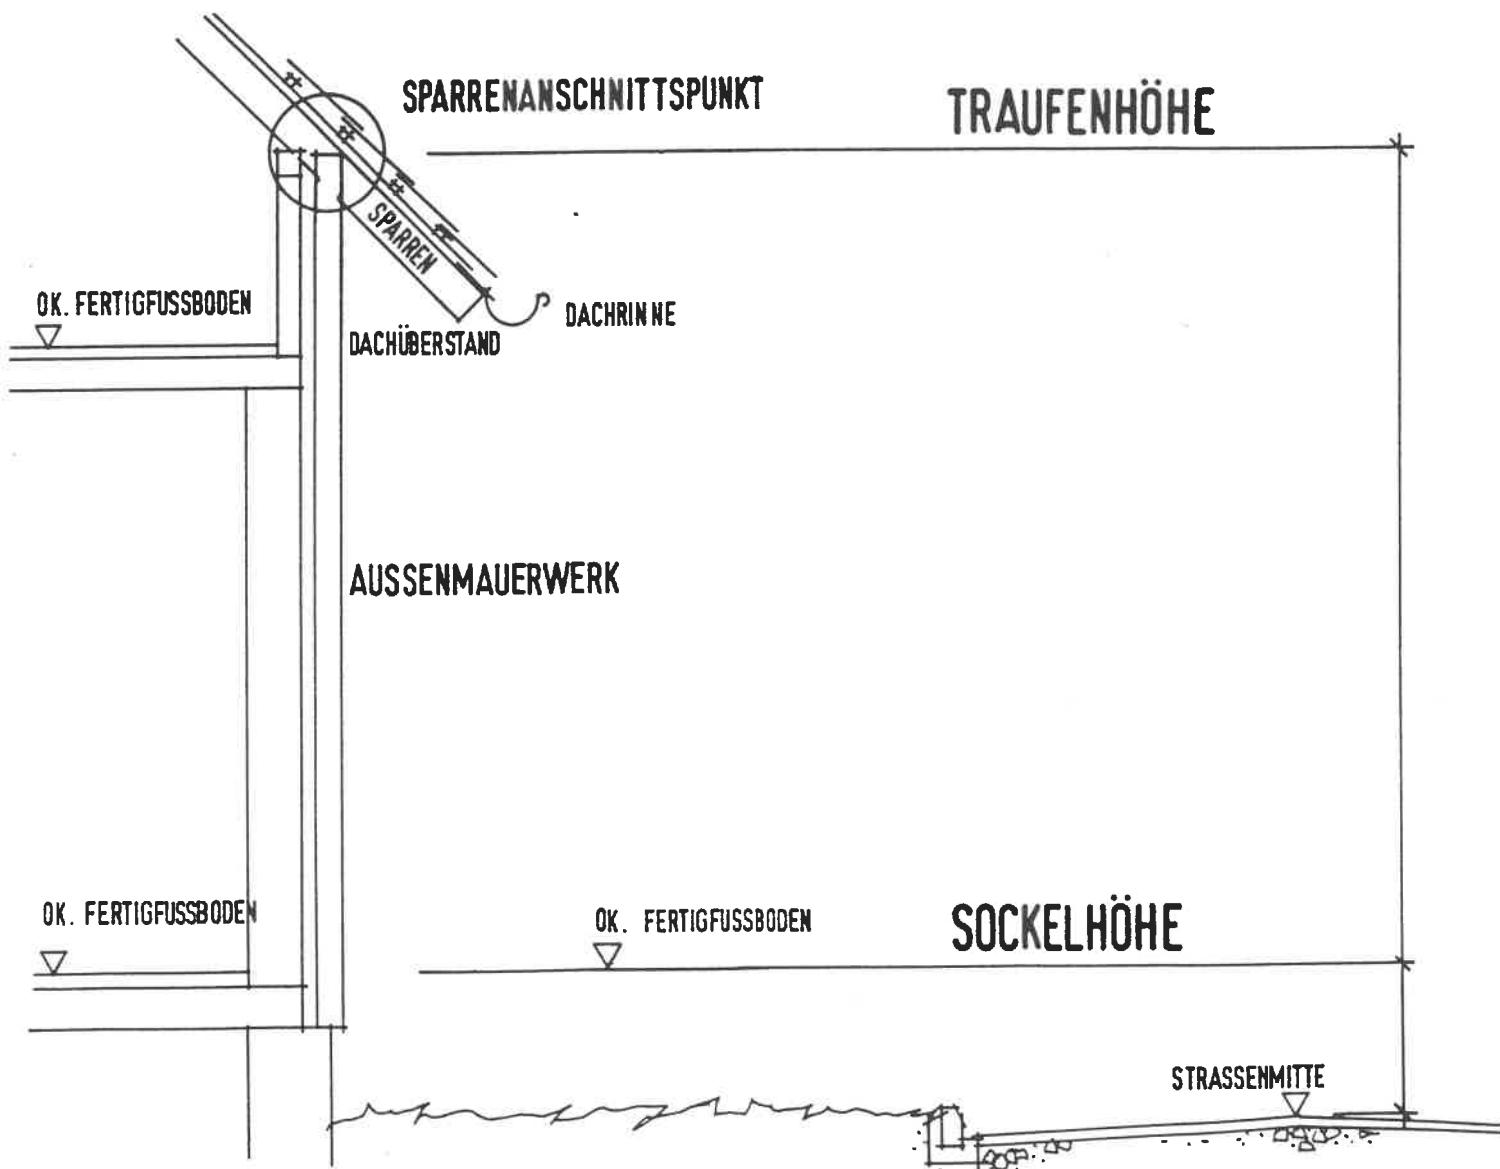 SPARRENANSCHNITTSPUNKT
TRAUFENHÖHE
SPARREN
OK. FERTIGFUSSBODEN
DACHRINNE
DACHÜBERSTAND
AUSSENMAUERWERK
OK. FERTIGFUSSBODEN
OK. FERTIGFUSSBODEN
SOCKELHÖHE
STRASSENMITTE